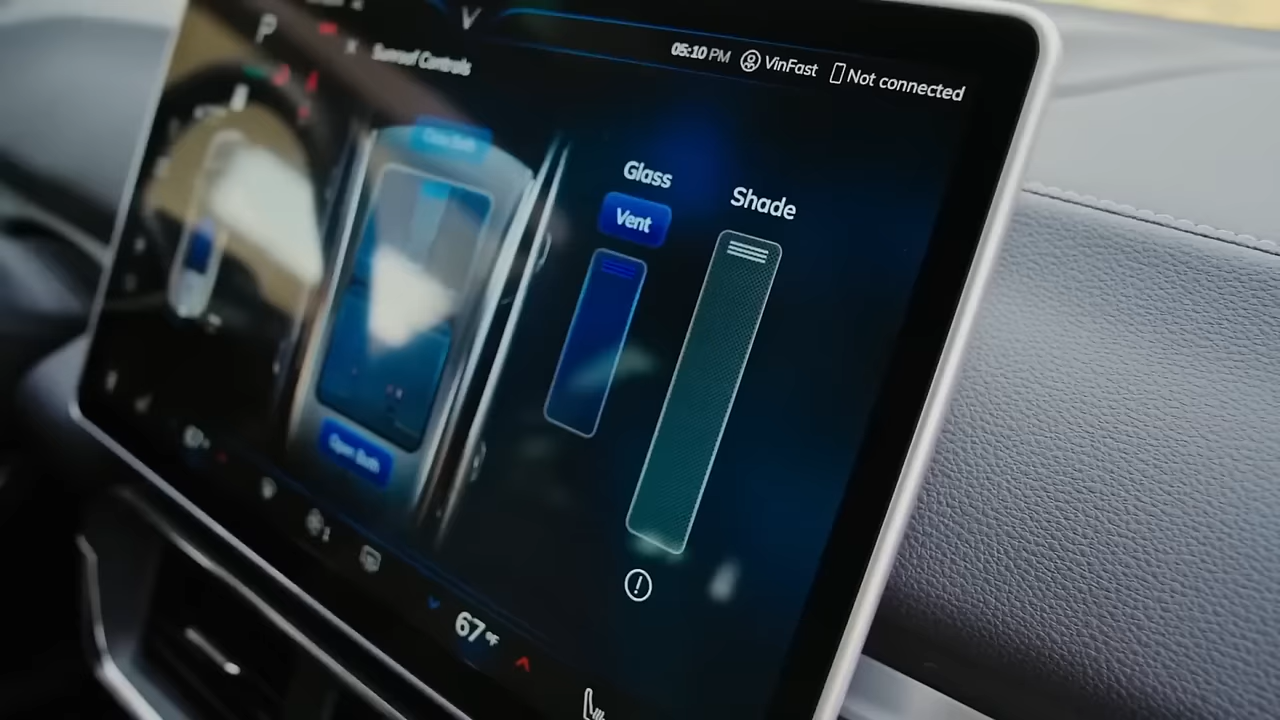 P
05:10 PM VinFast Not connected
Sunroof Controls
Glass
Vent
Shade
Open Both
67°F